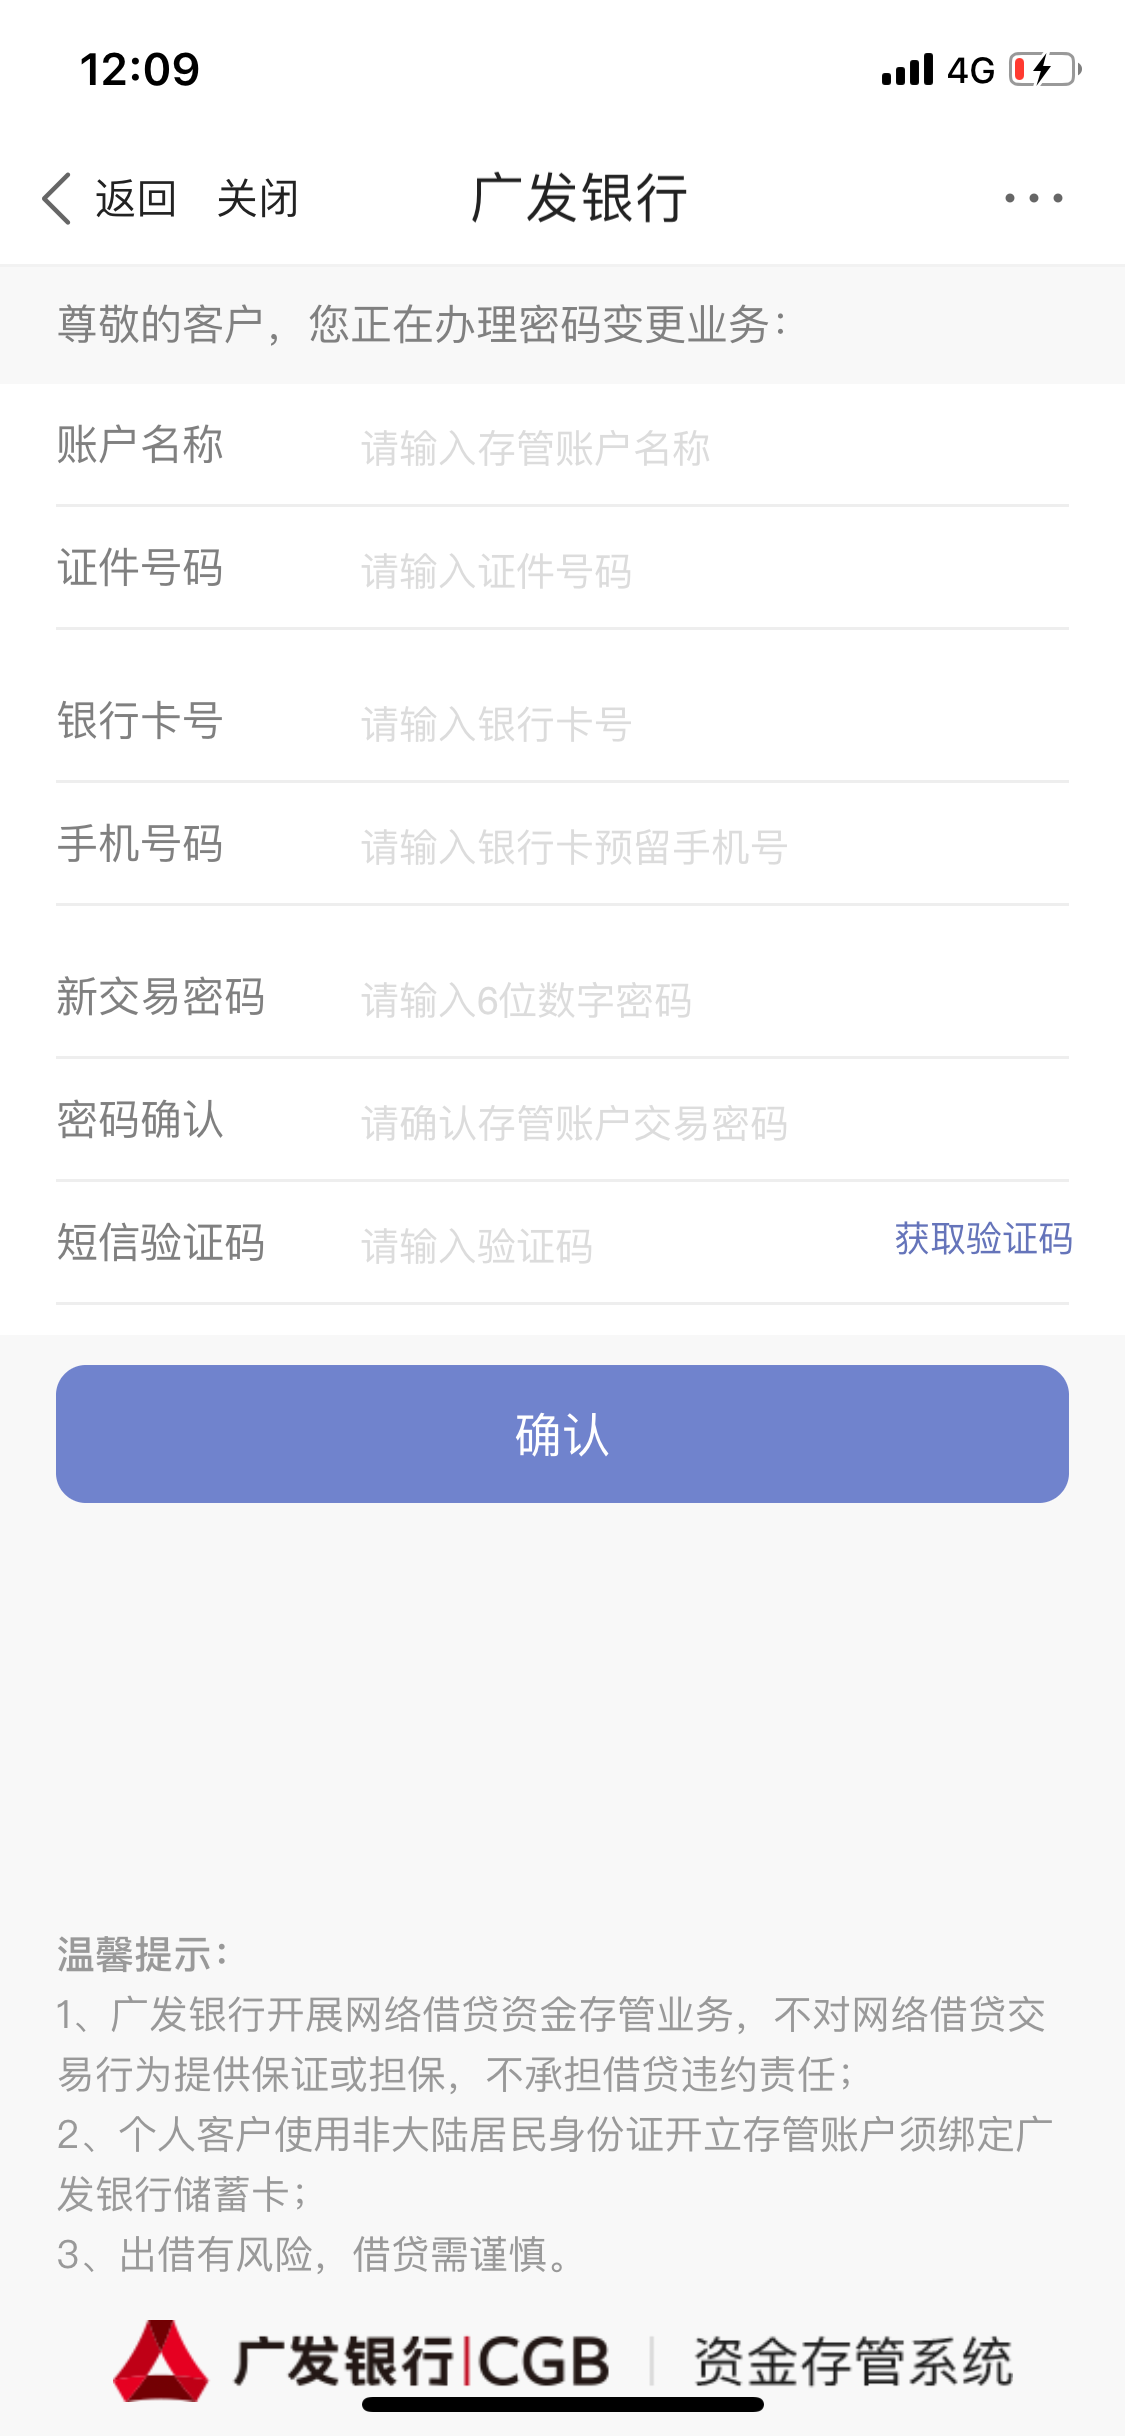 12:09
4G
返回 关闭 广发银行
尊敬的客户，您正在办理密码变更业务：
账户名称 请输入存管账户名称
证件号码 请输入证件号码
银行卡号 请输入银行卡号
手机号码 请输入银行卡预留手机号
新交易密码 请输入6位数字密码
密码确认 请确认存管账户交易密码
短信验证码 请输入验证码 获取验证码
确认
温馨提示：
1、广发银行开展网络借贷资金存管业务，不对网络借贷交
易行为提供保证或担保，不承担借贷违约责任；
2、个人客户使用非大陆居民身份证开立存管账户须绑定广
发银行储蓄卡；
3、出借有风险，借贷需谨慎。
广发银行|CGB | 资金存管系统